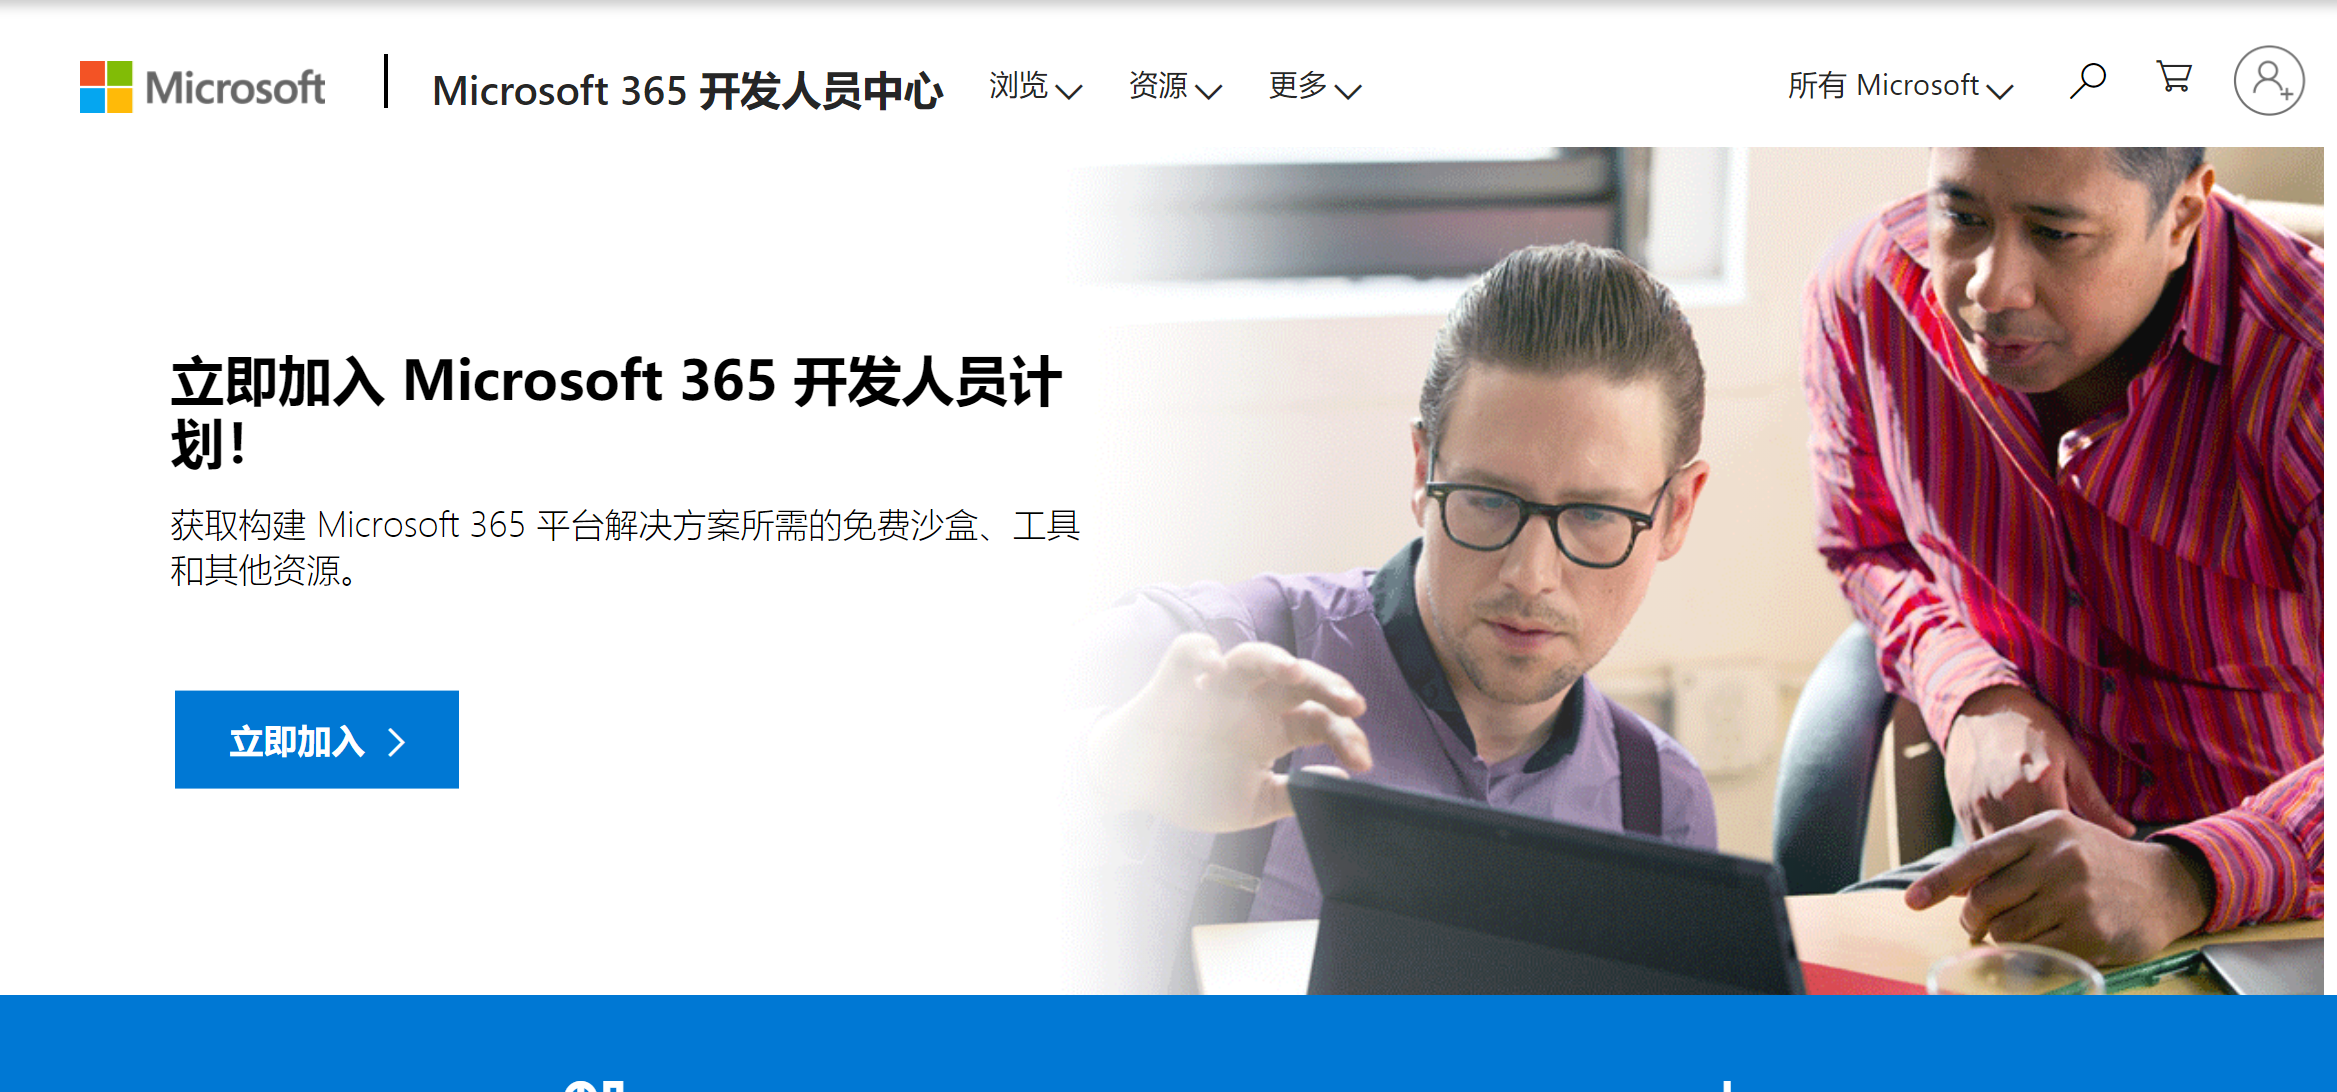 Microsoft
Microsoft 365 开发人员中心
浏览
资源
更多
所有 Microsoft
立即加入 Microsoft 365 开发人员计
划！
获取构建 Microsoft 365 平台解决方案所需的免费沙盒、工具
和其他资源。
立即加入